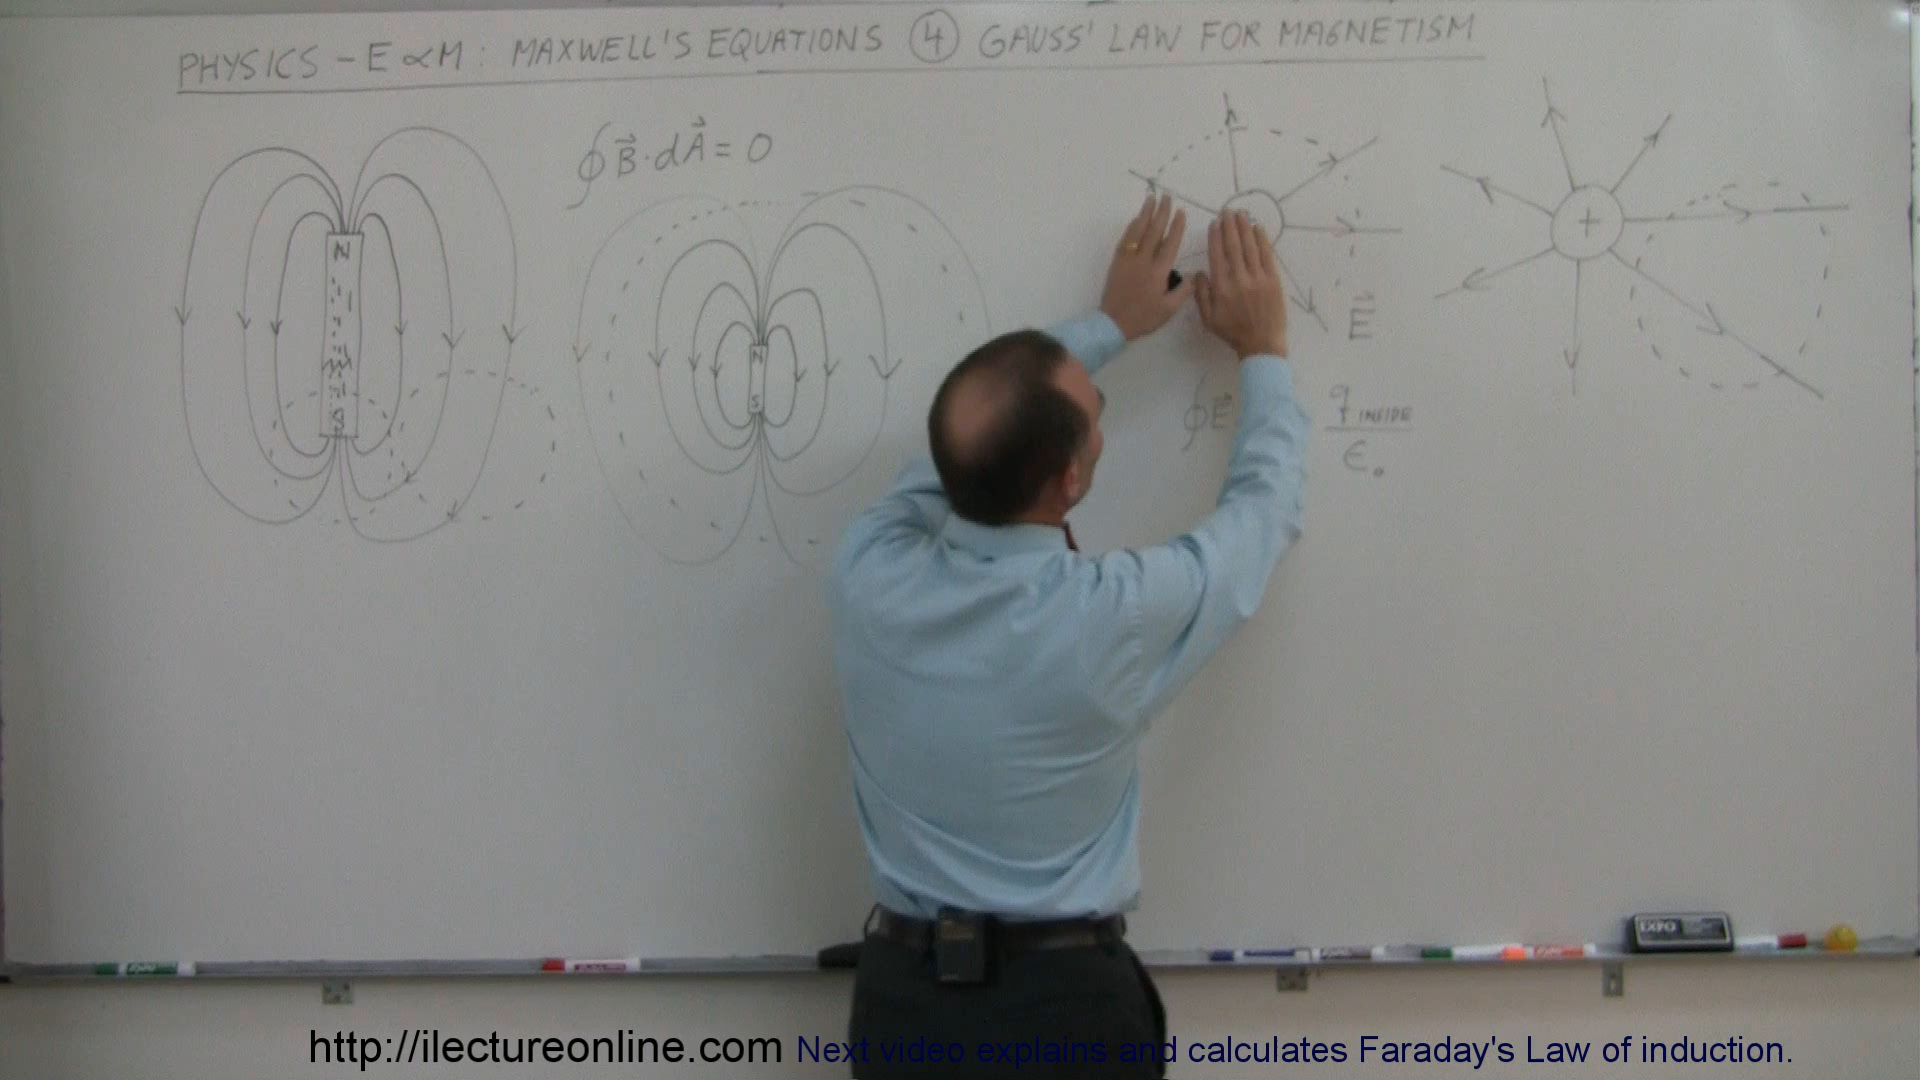 PHYSICS - E ∝ M: MAXWELL'S EQUATIONS ④ GAUSS' LAW FOR MAGNETISM
∮ B⃗ · dA⃗ = 0
N
S
N
S
+
E⃗
∮ E⃗
q INSIDE
ε₀
EXPO
http://ilectureonline.com Next video explains and calculates Faraday's Law of induction.